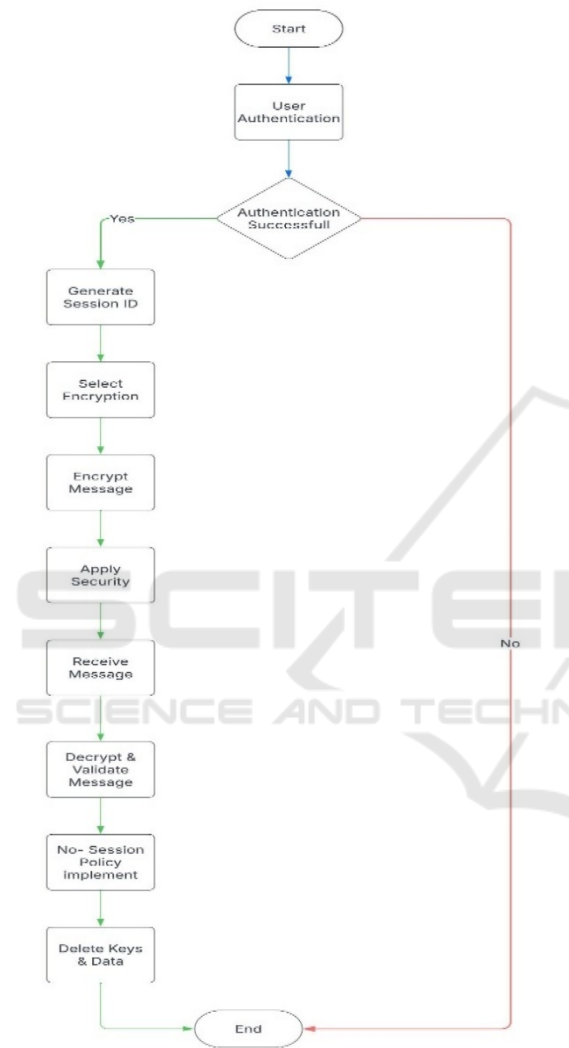 Start
User
Authentication
Authentication
Successfull
Yes
Generate
Session ID
Select
Encryption
Encrypt
Message
Apply
Security
Receive
Message
No
Decrypt &
Validate
Message
No- Session
Policy
implement
Delete Keys
& Data
End
SCITE
SCIENCE AND TECHN